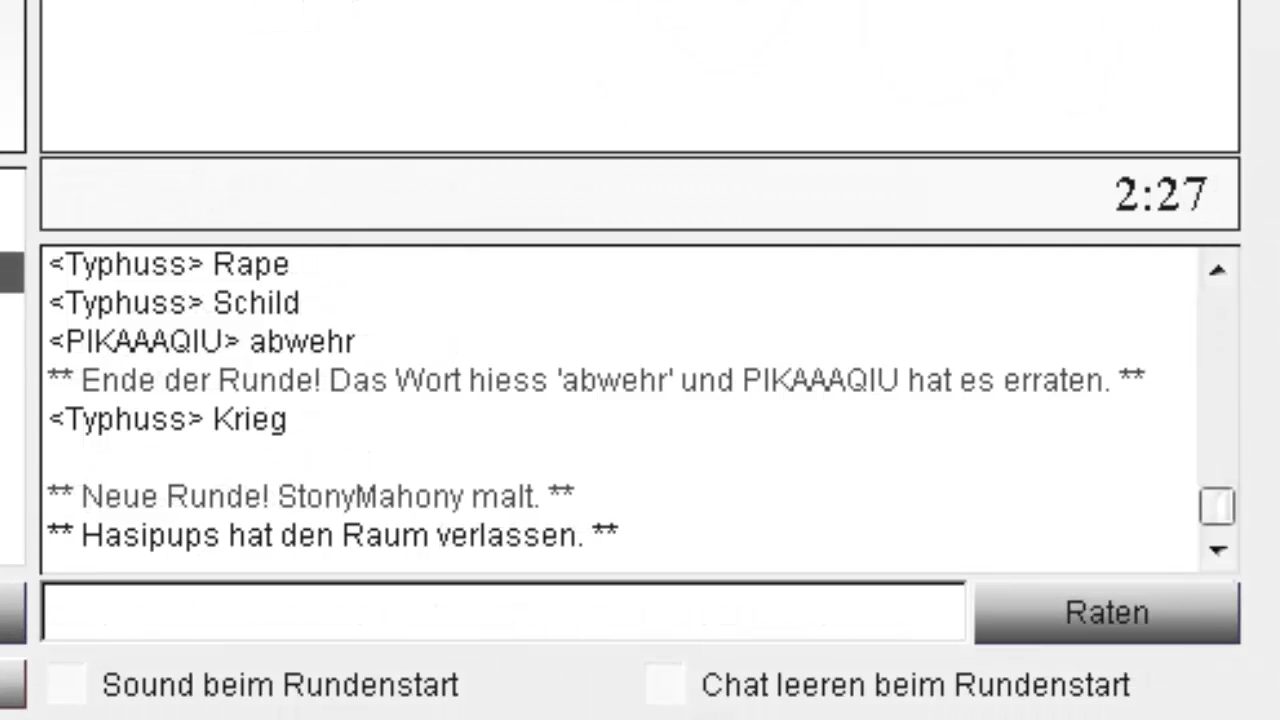 2:27
<Typhuss> Rape
<Typhuss> Schild
<PIKAAAQIU> abwehr
** Ende der Runde! Das Wort hiess 'abwehr' und PIKAAAQIU hat es erraten. **
<Typhuss> Krieg
** Neue Runde! StonyMahony malt. **
** Hasipups hat den Raum verlassen. **
Raten
Sound beim Rundenstart
Chat leeren beim Rundenstart